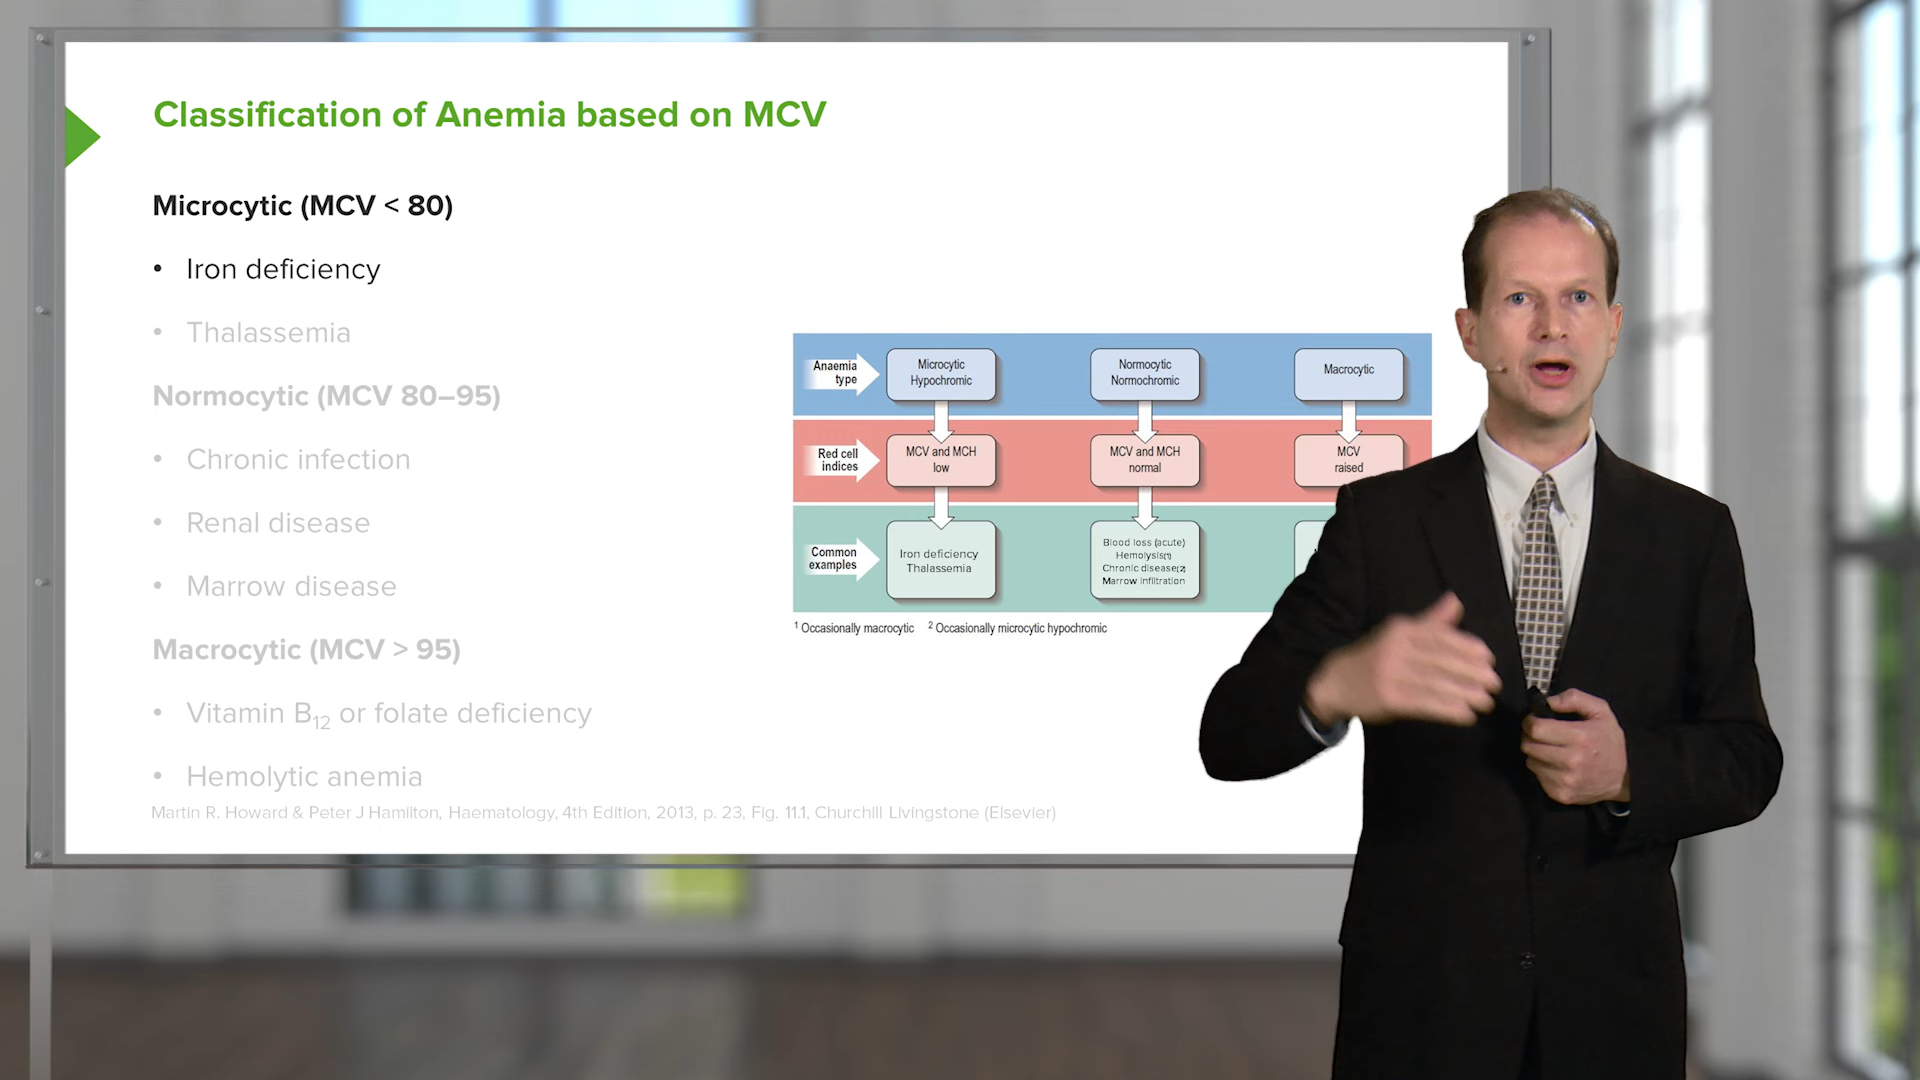 Classification of Anemia based on MCV
Microcytic (MCV < 80)
• Iron deficiency
• Thalassemia
Normocytic (MCV 80–95)
• Chronic infection
• Renal disease
• Marrow disease
Macrocytic (MCV > 95)
• Vitamin B12 or folate deficiency
• Hemolytic anemia
Martin R. Howard & Peter J Hamilton, Haematology, 4th Edition, 2013, p. 23, Fig. 11.1, Churchill Livingstone (Elsevier)
Anaemia
type
Microcytic
Hypochromic
Normocytic
Normochromic
Macrocytic
Red cell
indices
MCV and MCH
low
MCV and MCH
normal
MCV
raised
Common
examples
Iron deficiency
Thalassemia
Blood loss (acute)
Hemolysis(1)
Chronic disease(2)
Marrow infiltration
1 Occasionally macrocytic 2 Occasionally microcytic hypochromic